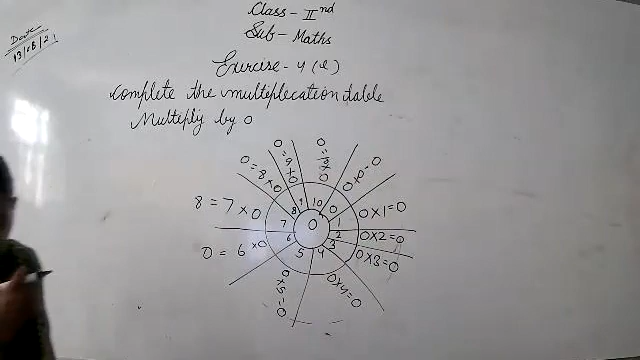 Class - IInd
Sub - Maths
Date
13/08/21
Exercise - 4 (e)
Complete the multiplecation table
Multiply by 0
0
0 1 2 3 4 5 6 7 8 9 10
0×0=0
0×1=0
0×2=0
0×3=0
0×4=0
0×5=0
0 = 6 × 0
8 = 7 × 0
0 = 8 × 0
0 = 9 × 0
0 = 10 × 0